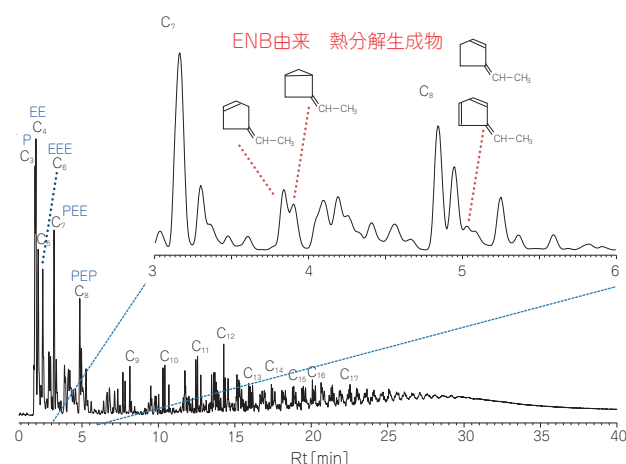 C₇
ENB由来 熱分解生成物
CH–CH₃
CH–CH₃
CH–CH₃
CH–CH₃
C₈
3
4
5
6
EE
P
C₄
C₃
EEE
C₆
C₅
C₇
PEE
PEP
C₈
C₉
C₁₀
C₁₁
C₁₂
C₁₃
C₁₄
C₁₅
C₁₆
C₁₇
0 5 10 15 20 25 30 35 40
Rt[min]